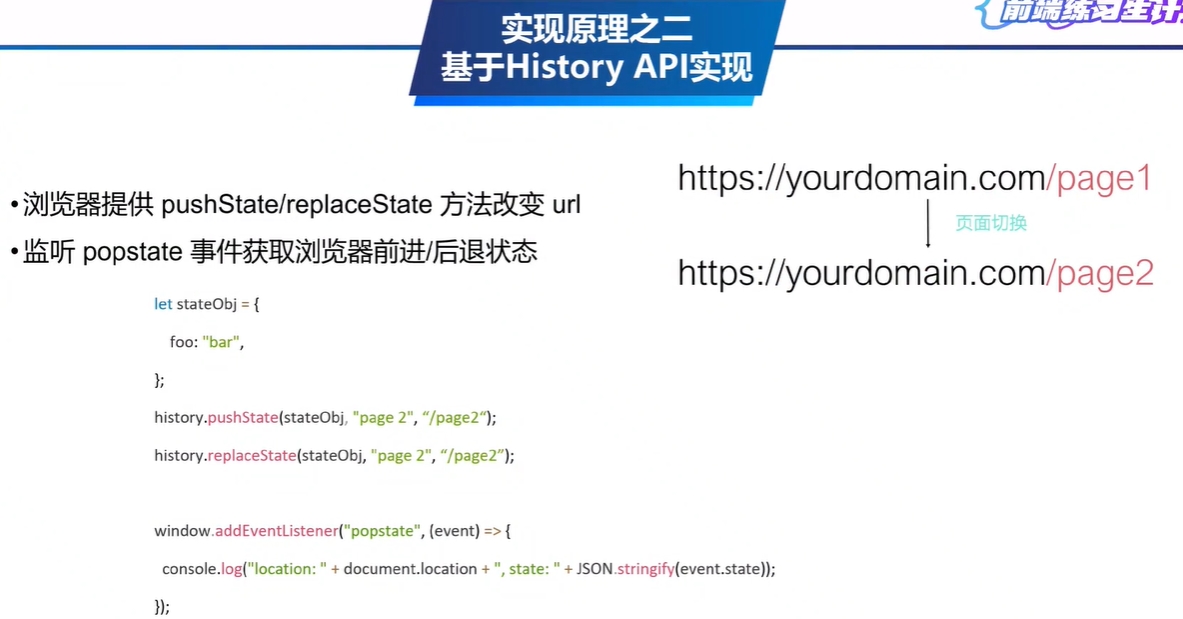 前端练习生计
实现原理之二
基于History API实现
•浏览器提供 pushState/replaceState 方法改变 url
•监听 popstate 事件获取浏览器前进/后退状态
let stateObj = {
foo: "bar",
};
history.pushState(stateObj, "page 2", “/page2“);
history.replaceState(stateObj, "page 2", “/page2”);
window.addEventListener("popstate", (event) => {
console.log("location: " + document.location + ", state: " + JSON.stringify(event.state));
});
https://yourdomain.com/page1
页面切换
https://yourdomain.com/page2